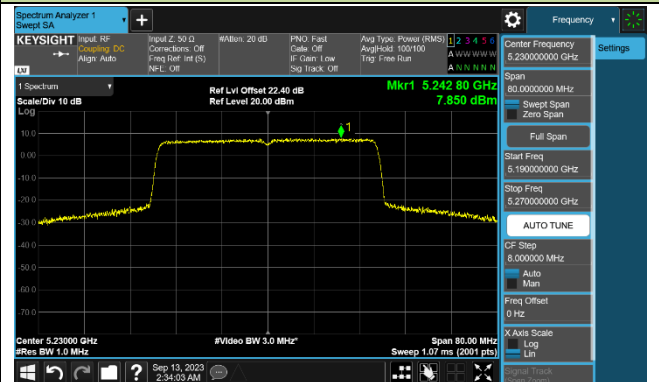 Spectrum Analyzer 1
Swept SA
+
Frequency
KEYSIGHT
Input: RF
Coupling: DC
Align: Auto
Input Z: 50 Ω
Corrections: Off
Freq Ref: Int (S)
NFE: Off
#Atten: 20 dB
PNO: Fast
Gate: Off
IF Gain: Low
Sig Track: Off
Avg Type: Power (RMS)
Avg|Hold: 100/100
Trig: Free Run
1 2 3 4 5 6
A W W W W W
A N N N N N
LXI
1 Spectrum
Scale/Div 10 dB
Log
Ref Lvl Offset 22.40 dB
Ref Level 20.00 dBm
Mkr1 5.242 80 GHz
7.850 dBm
1
10.0
0.00
-10.0
-20.0
-30.0
-40.0
-50.0
-60.0
-70.0
Center 5.23000 GHz
#Res BW 1.0 MHz
#Video BW 3.0 MHz*
Span 80.00 MHz
Sweep 1.07 ms (2001 pts)
?
Sep 13, 2023
2:34:03 AM
Center Frequency
5.230000000 GHz
Settings
Span
80.0000000 MHz
Swept Span
Zero Span
Full Span
Start Freq
5.190000000 GHz
Stop Freq
5.270000000 GHz
AUTO TUNE
CF Step
8.000000 MHz
Auto
Man
Freq Offset
0 Hz
X Axis Scale
Log
Lin
Signal Track
(Span Zoom)